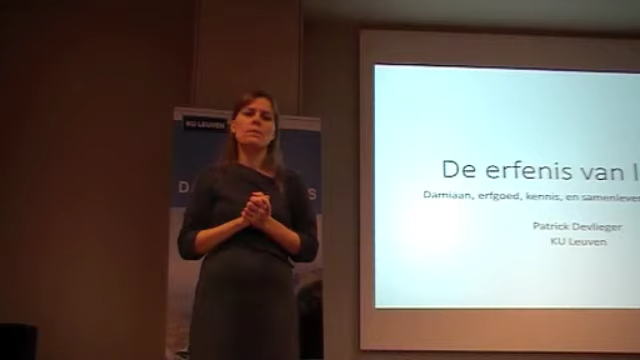 KU LEUVEN
D S
De erfenis van l
Damiaan, erfgoed, kennis, en samenlever
Patrick Devlieger
KU Leuven